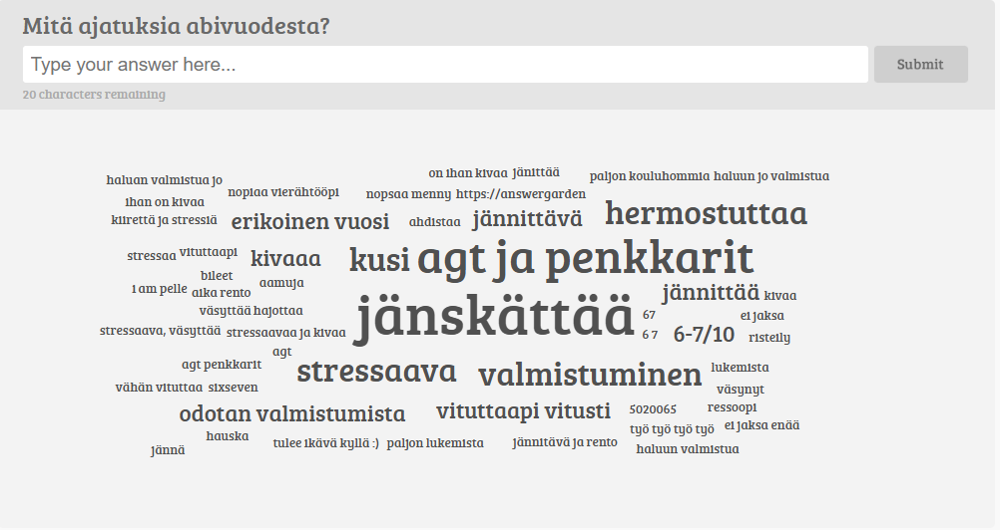 Mitä ajatuksia abivuodesta?
Type your answer here...
Submit
20 characters remaining
on ihan kivaa
jänittää
haluan valmistua jo
paljon kouluhommia
haluun jo valmistua
nopiaa vierähtööpi
nopsaa menny
https://answergarden
ihan on kivaa
kiirettä ja stressiä
erikoinen vuosi
ahdistaa
jännittävä
hermostuttaa
stressaa
vituttaapi
kivaaa
kusi
agt ja penkkarit
bileet
aamuja
i am pelle
aika rento
jännittää
kivaa
väsyttää
hajottaa
jänskättää
67
ei jaksa
stressaava, väsyttää
stressaavaa ja kivaa
6 7
6-7/10
risteily
agt
agt penkkarit
stressaava
valmistuminen
lukemista
vähän vituttaa
sixseven
väsynyt
odotan valmistumista
vituttaapi vitusti
5020065
ressoopi
työ työ työ työ
ei jaksa enää
hauska
jännä
tulee ikävä kyllä :)
paljon lukemista
jännitävä ja rento
haluun valmistua